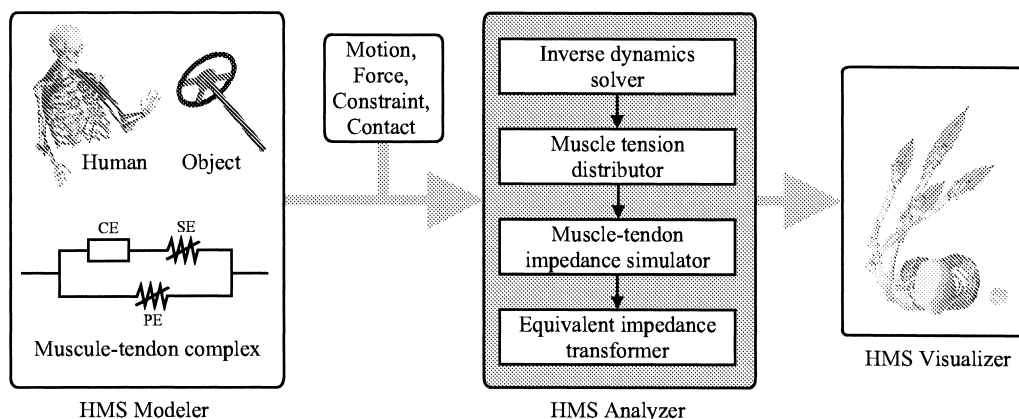 Human Object
CE SE
PE
Muscule-tendon complex
HMS Modeler
Motion,
Force,
Constraint,
Contact
Inverse dynamics
solver
Muscle tension
distributor
Muscle-tendon
impedance simulator
Equivalent impedance
transformer
HMS Analyzer
HMS Visualizer